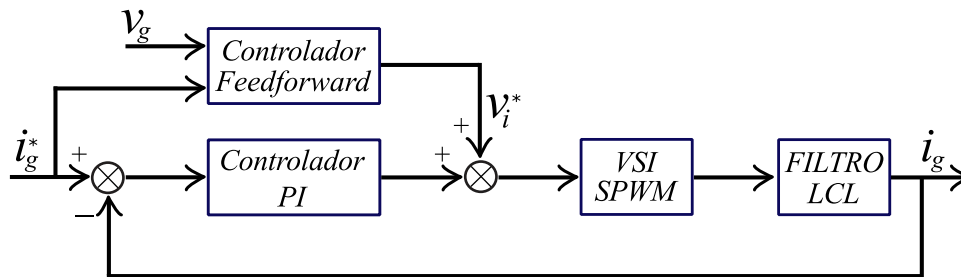 v_g
Controlador
Feedforward
v_i^*
i_g^*
+
−
Controlador
PI
+
+
VSI
SPWM
FILTRO
LCL
i_g